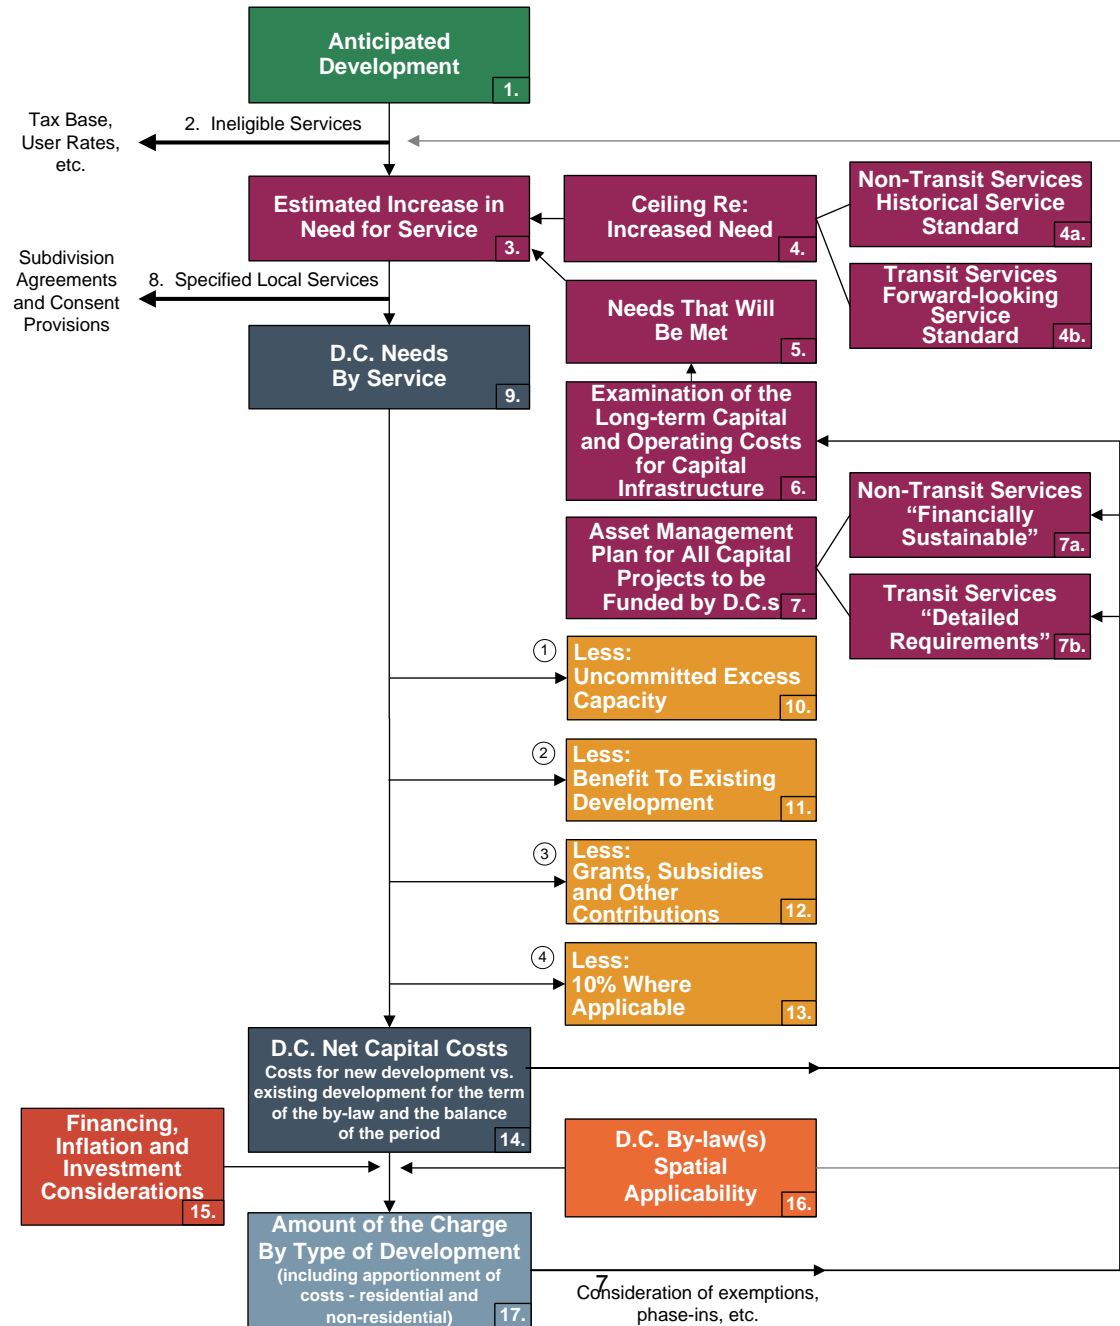 Anticipated
Development
1.
Tax Base,
User Rates,
etc.
2. Ineligible Services
Estimated Increase in
Need for Service
3.
Ceiling Re:
Increased Need
4.
Non-Transit Services
Historical Service
Standard
4a.
Transit Services
Forward-looking
Service
Standard
4b.
Subdivision
Agreements
and Consent
Provisions
8. Specified Local Services
Needs That Will
Be Met
5.
D.C. Needs
By Service
9.
Examination of the
Long-term Capital
and Operating Costs
for Capital
Infrastructure
6.
Non-Transit Services
“Financially
Sustainable”
7a.
Asset Management
Plan for All Capital
Projects to be
Funded by D.C.s
7.
Transit Services
“Detailed
Requirements”
7b.
1
Less:
Uncommitted Excess
Capacity
10.
2
Less:
Benefit To Existing
Development
11.
3
Less:
Grants, Subsidies
and Other
Contributions
12.
4
Less:
10% Where
Applicable
13.
D.C. Net Capital Costs
Costs for new development vs.
existing development for the term
of the by-law and the balance
of the period
14.
Financing,
Inflation and
Investment
Considerations
15.
D.C. By-law(s)
Spatial
Applicability
16.
Amount of the Charge
By Type of Development
(including apportionment of
costs - residential and
non-residential)
17.
7
Consideration of exemptions,
phase-ins, etc.